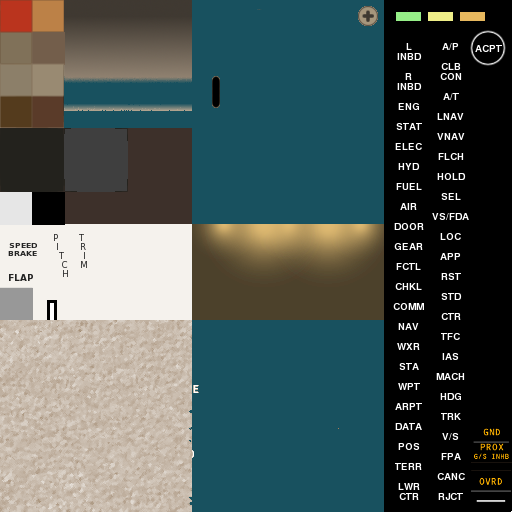 SPEED
BRAKE
FLAP
PITCH
TRIM
E
L
INBD
R
INBD
ENG
STAT
ELEC
HYD
FUEL
AIR
DOOR
GEAR
FCTL
CHKL
COMM
NAV
WXR
STA
WPT
ARPT
DATA
POS
TERR
LWR
CTR
A/P
CLB
CON
A/T
LNAV
VNAV
FLCH
HOLD
SEL
VS/FDA
LOC
APP
RST
STD
CTR
TFC
IAS
MACH
HDG
TRK
V/S
FPA
CANC
RJCT
ACPT
GND
PROX
G/S INHB
OVRD